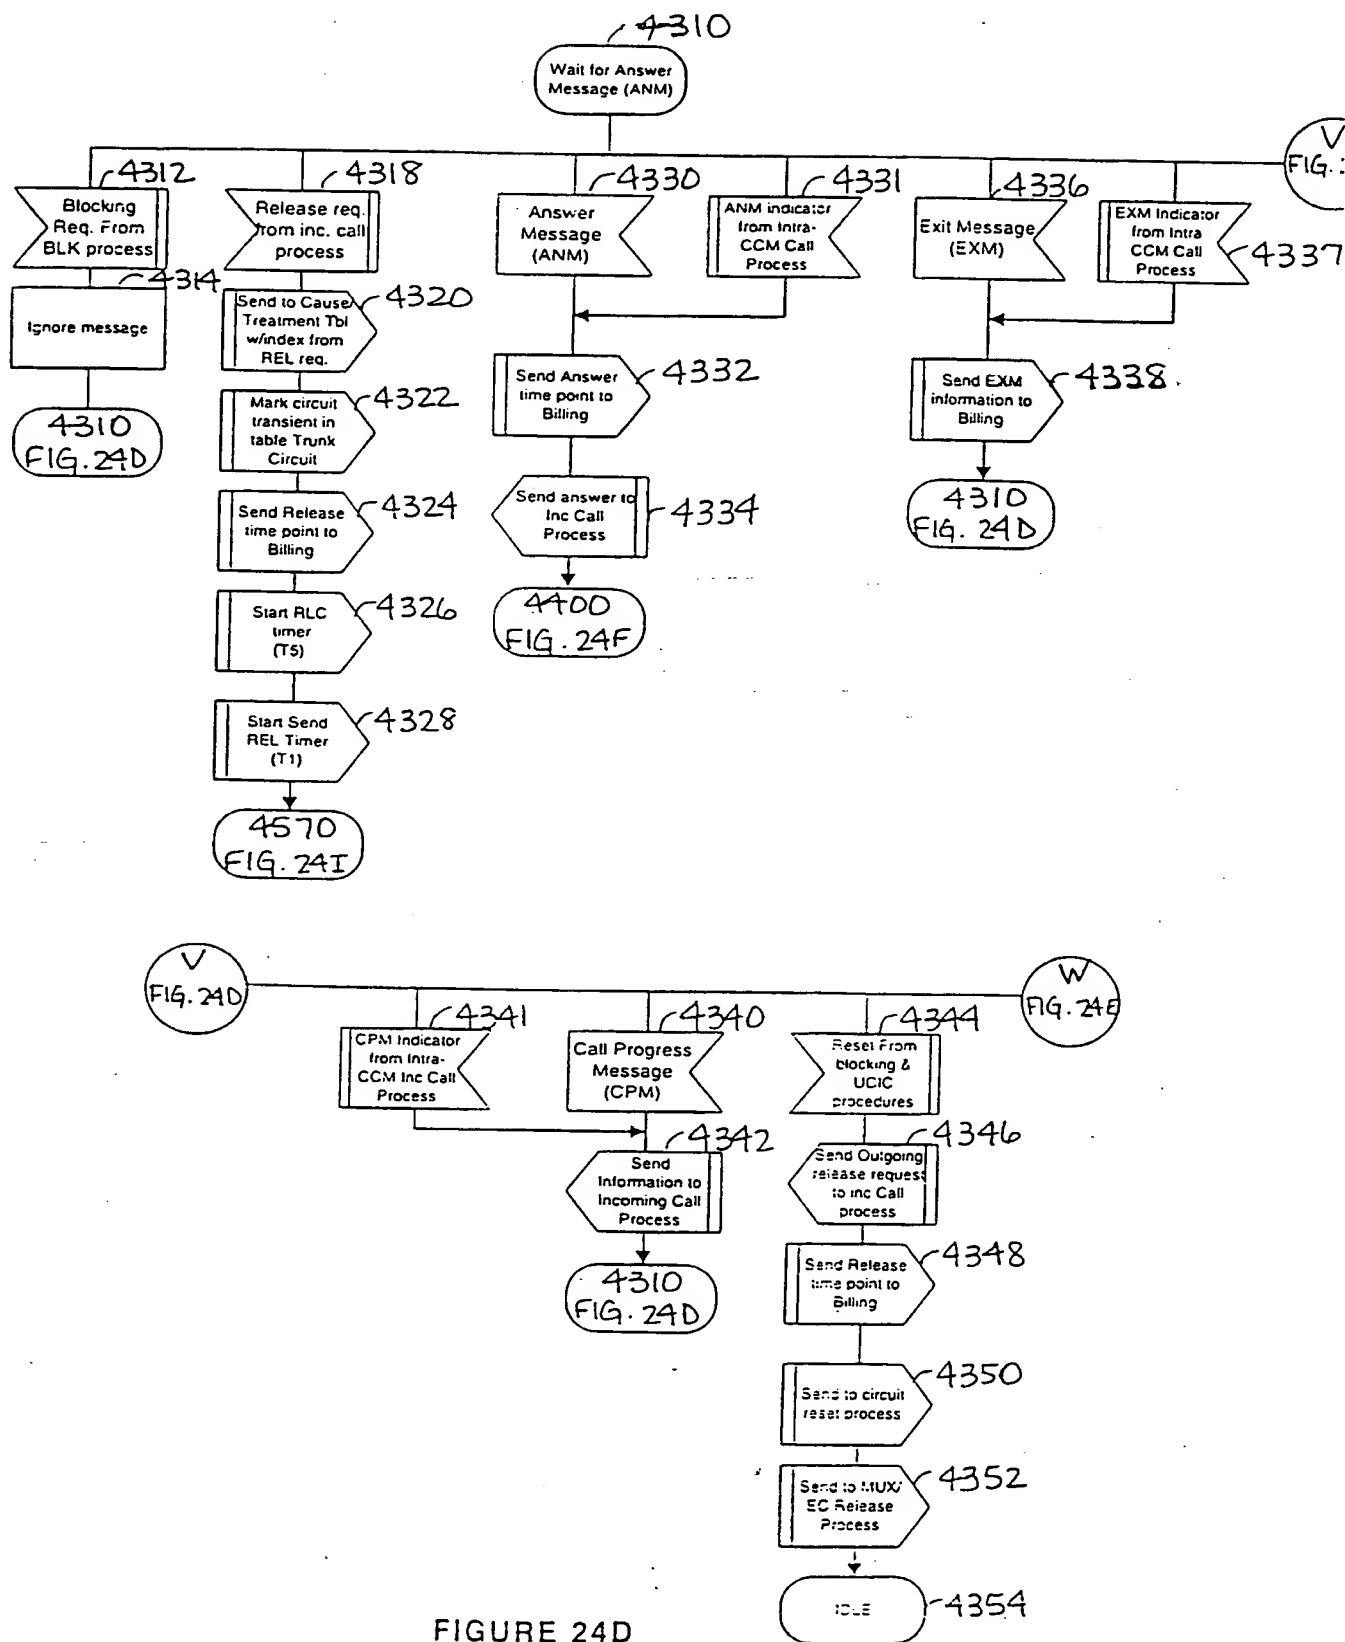 4310
Wait for Answer
Message (ANM)
V
FIG.
4312
Blocking
Req. From
BLK process
4314
Ignore message
4310
FIG. 24D
4318
Release req.
from inc. call
process
4320
Send to Cause/
Treatment Tbl
w/index from
REL req.
4322
Mark circuit
transient in
table Trunk
Circuit
4324
Send Release
time point to
Billing
4326
Start RLC
timer
(T5)
4328
Start Send
REL Timer
(T1)
4570
FIG. 24I
4330
Answer
Message
(ANM)
4331
ANM indicator
from Intra-
CCM Call
Process
4332
Send Answer
time point to
Billing
4334
Send answer to
Inc Call
Process
4400
FIG. 24F
4336
Exit Message
(EXM)
4337
EXM Indicator
from Intra
CCM Call
Process
4338
Send EXM
information to
Billing
4310
FIG. 24D
V
FIG. 24D
W
FIG. 24E
4341
CPM Indicator
from Intra-
CCM Inc Call
Process
4340
Call Progress
Message
(CPM)
4342
Send
Information to
Incoming Call
Process
4310
FIG. 24D
4344
Reset From
blocking &
UCIC
procedures
4346
Send Outgoing
release request
to Inc Call
process
4348
Send Release
time point to
Billing
4350
Send to circuit
reset process
4352
Send to MUX/
EC Release
Process
IDLE
4354
FIGURE 24D